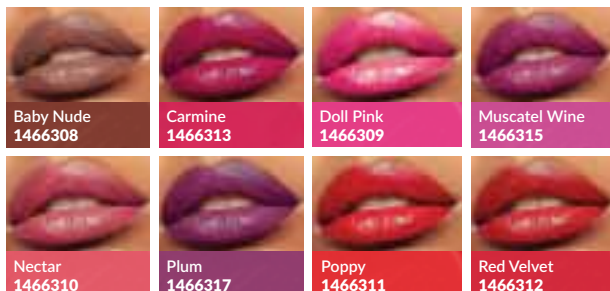 Baby Nude
1466308
Carmine
1466313
Doll Pink
1466309
Muscatel Wine
1466315
Nectar
1466310
Plum
1466317
Poppy
1466311
Red Velvet
1466312